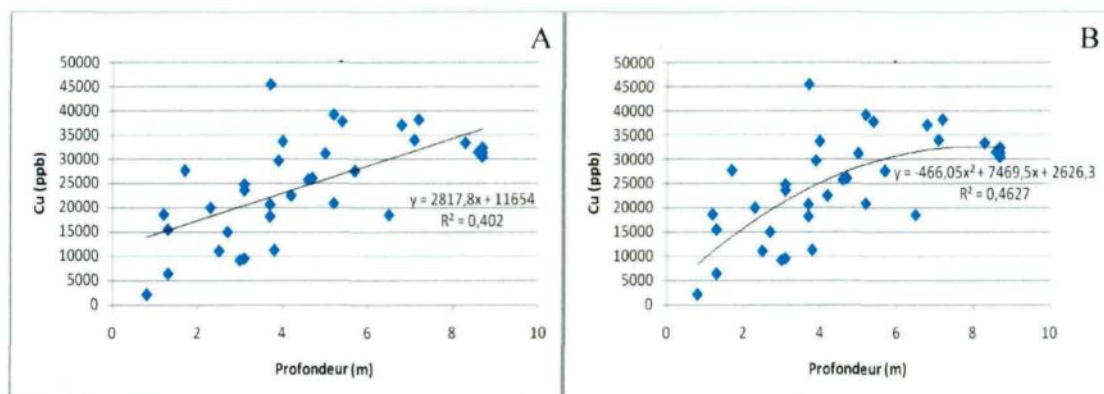 A
50000
45000
40000
35000
30000
25000
20000
15000
10000
5000
0
Cu (ppb)
y = 2817,8x + 11654
R² = 0,402
0 2 4 6 8 10
Profondeur (m)
B
50000
45000
40000
35000
30000
25000
20000
15000
10000
5000
0
Cu (ppb)
y = -466,05x² + 7469,5x + 2626,3
R² = 0,4627
0 2 4 6 8 10
Profondeur (m)